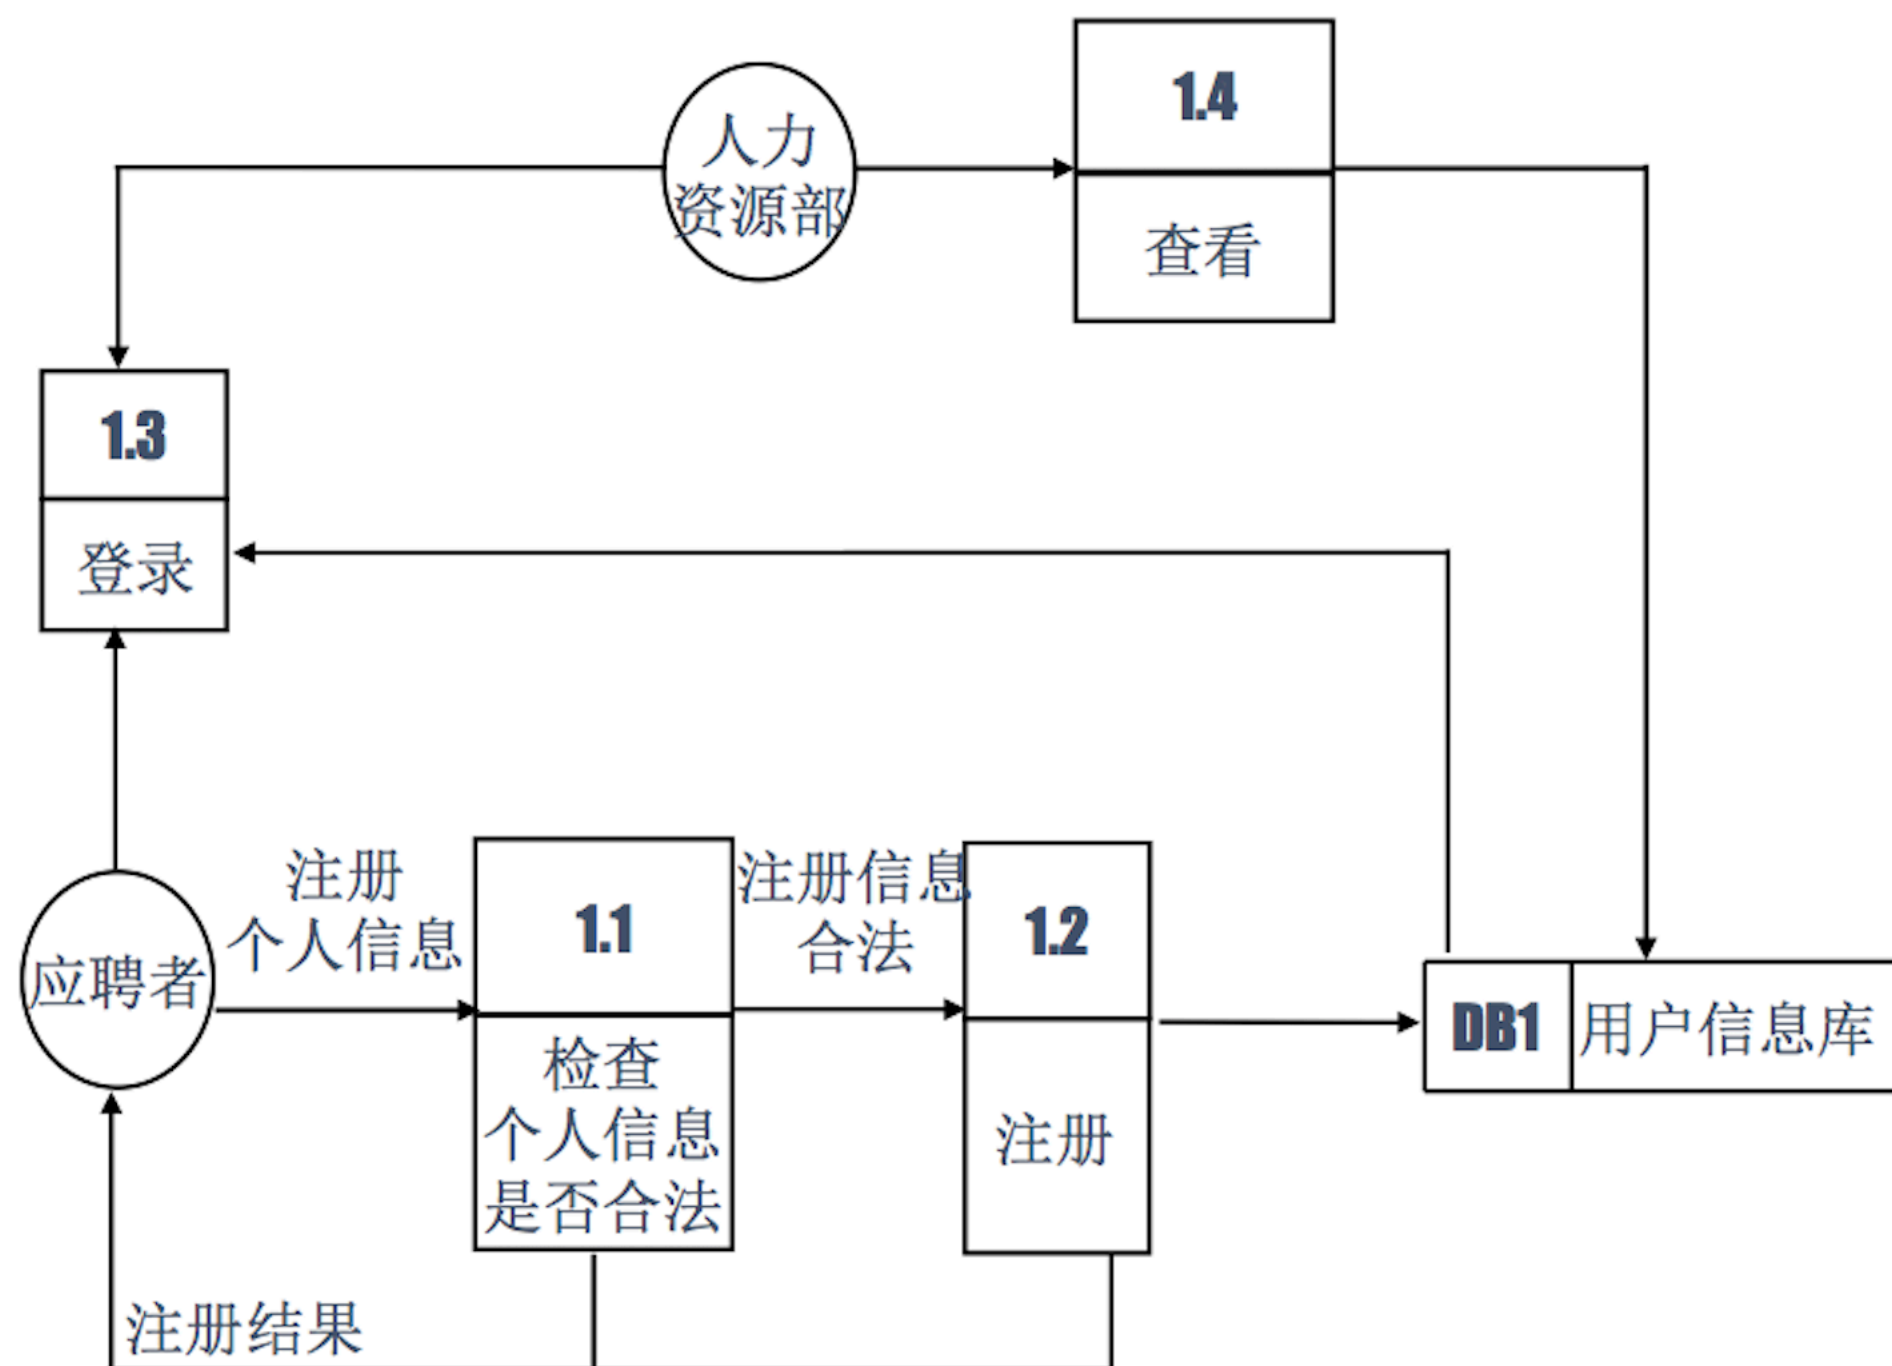 1.4
人力
资源部
查看
1.3
登录
注册
个人信息
注册信息
合法
1.1
1.2
应聘者
DB1
用户信息库
检查
个人信息
是否合法
注册
注册结果